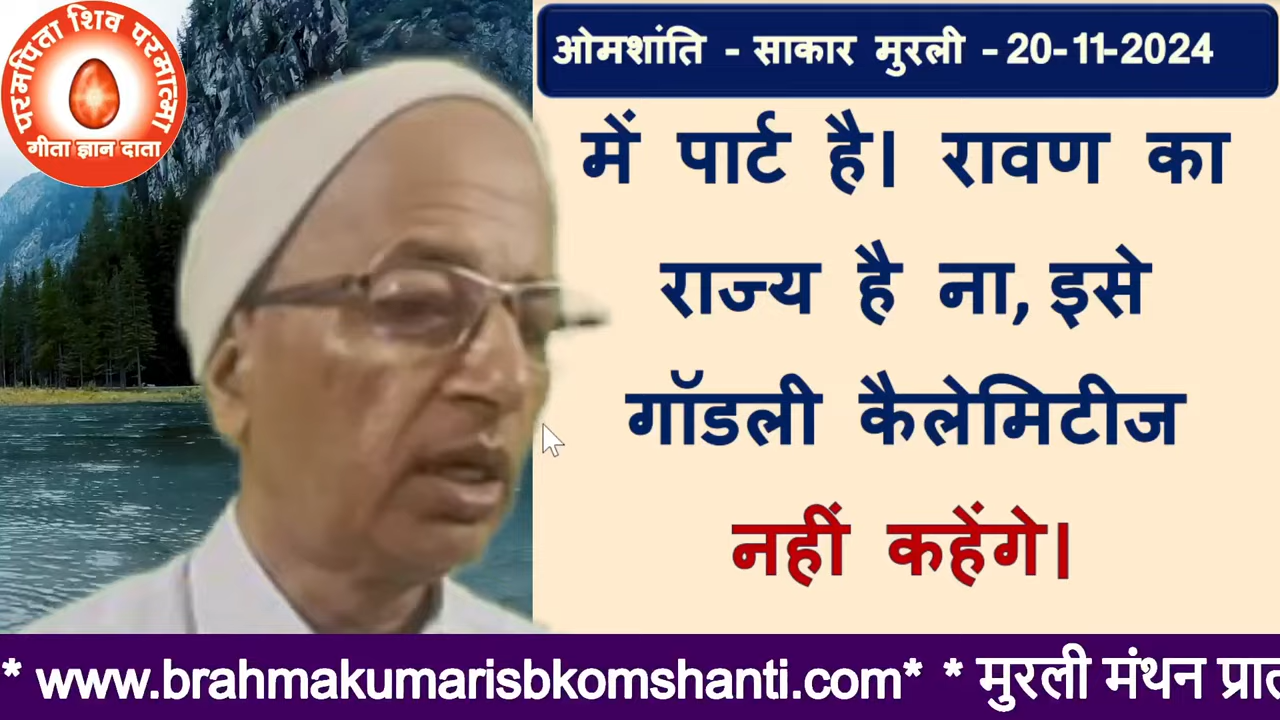 परमपिता शिव परमात्मा
गीता ज्ञान दाता
ओमशांति - साकार मुरली - 20-11-2024
में पार्ट है। रावण का
राज्य है ना, इसे
गॉडली कैलेमिटीज
नहीं कहेंगे।
* www.brahmakumarisbkomshanti.com* * मुरली मंथन प्रात